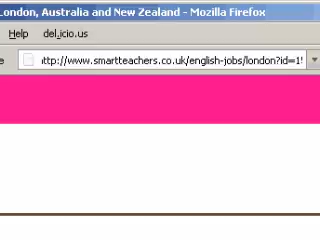 London, Australia and New Zealand - Mozilla Firefox
Help del.icio.us
e ttp://www.smartteachers.co.uk/english-jobs/london?id=1